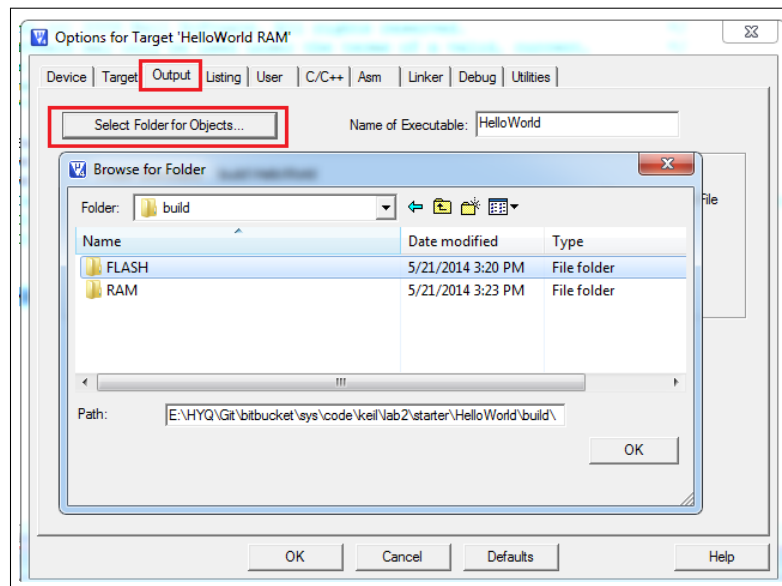 Options for Target 'HelloWorld RAM'
Device Target Output Listing User C/C++ Asm Linker Debug Utilities
Select Folder for Objects... Name of Executable: HelloWorld
Browse for Folder
File
Folder: build
Name Date modified Type
FLASH 5/21/2014 3:20 PM File folder
RAM 5/21/2014 3:23 PM File folder
Path: E:\HYQ\Git\bitbucket\sys\code\keil\lab2\starter\HelloWorld\build\
OK
OK Cancel Defaults Help